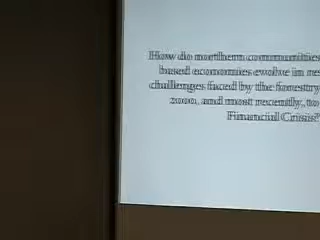 How do northern communities
based economies evolve in re
challenges faced by the forestry
2000, and most recently, to
Financial Crisis?